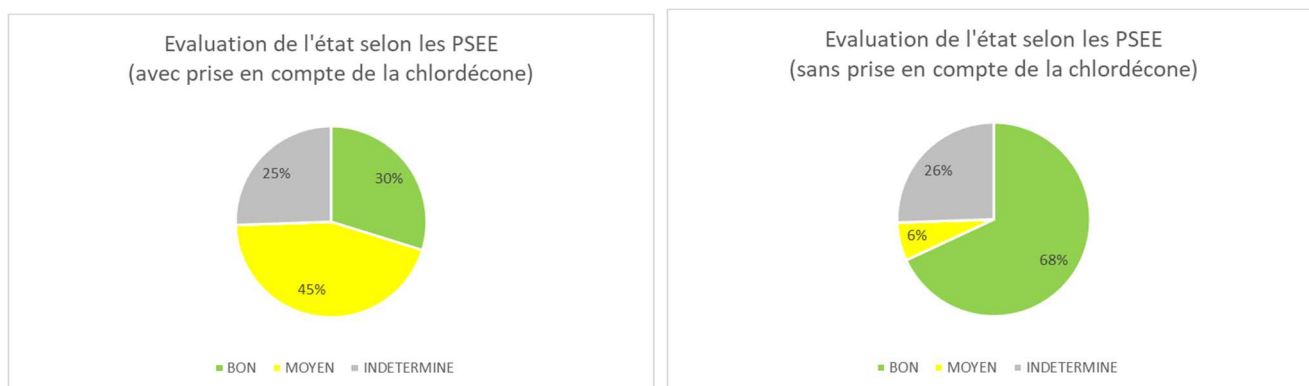 Evaluation de l'état selon les PSEE
(avec prise en compte de la chlordécone)
25%
30%
45%
BON MOYEN INDETERMINE
Evaluation de l'état selon les PSEE
(sans prise en compte de la chlordécone)
26%
6%
68%
BON MOYEN INDETERMINE